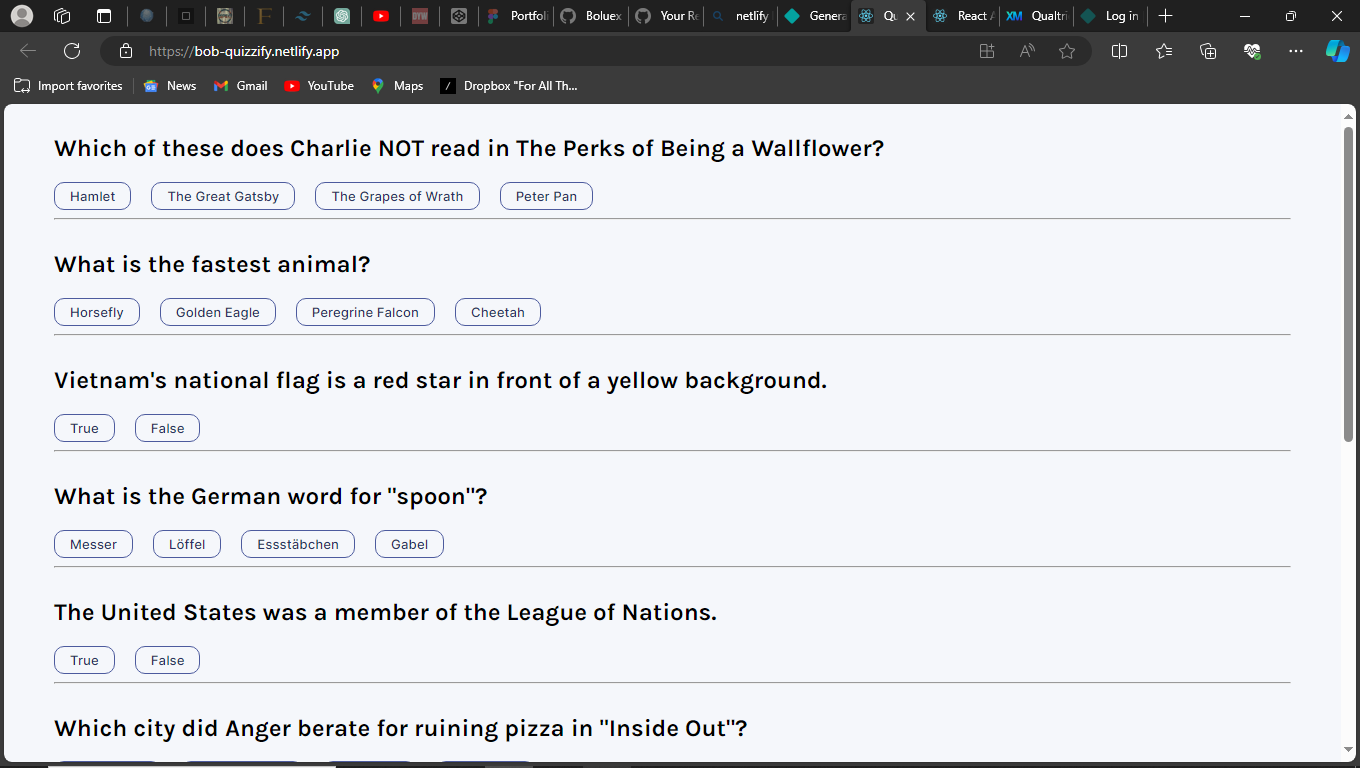 DYW
Portfoli
Boluex
Your Re
netlify
Genera
Qu
React A
XM Qualtri
Log in
https://bob-quizzify.netlify.app
Import favorites News Gmail YouTube Maps Dropbox "For All Th...
Which of these does Charlie NOT read in The Perks of Being a Wallflower?
Hamlet The Great Gatsby The Grapes of Wrath Peter Pan
What is the fastest animal?
Horsefly Golden Eagle Peregrine Falcon Cheetah
Vietnam's national flag is a red star in front of a yellow background.
True False
What is the German word for "spoon"?
Messer Löffel Essstäbchen Gabel
The United States was a member of the League of Nations.
True False
Which city did Anger berate for ruining pizza in "Inside Out"?